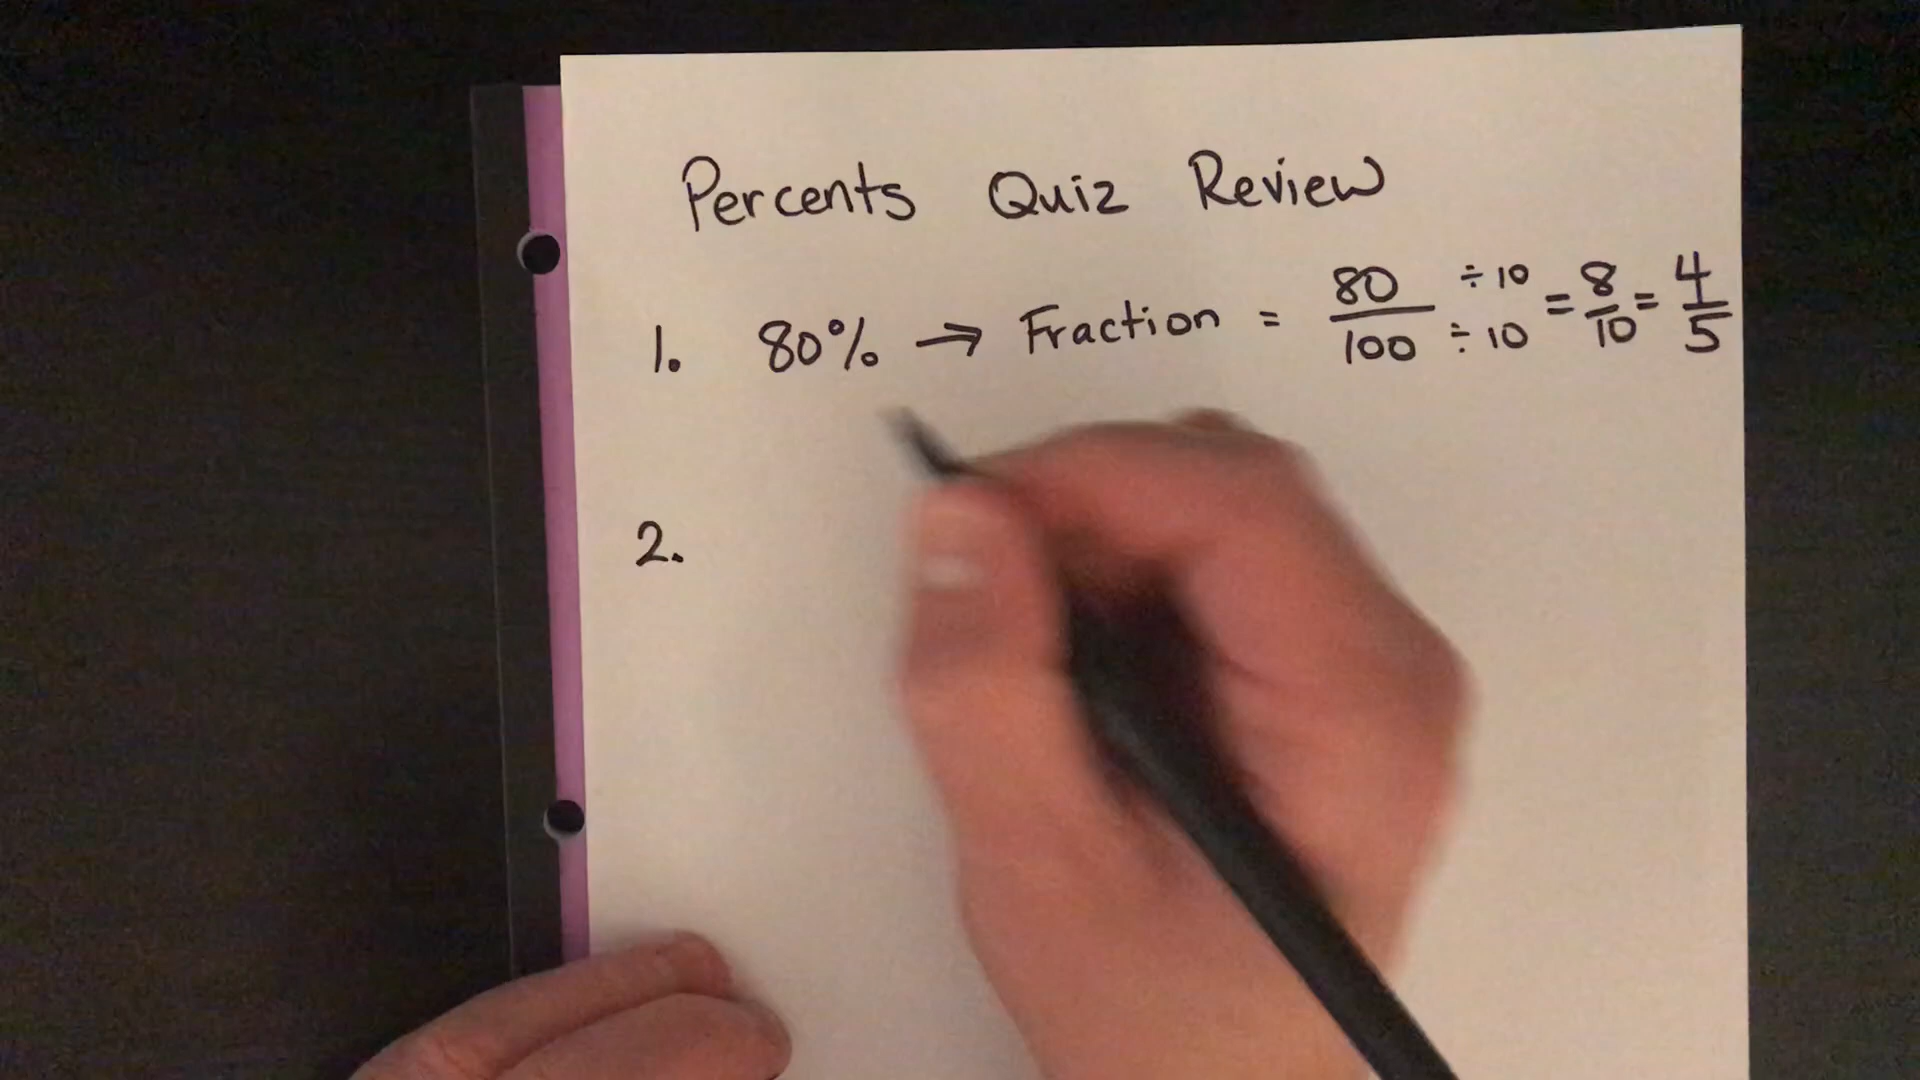 Percents Quiz Review
1. 80% → Fraction = 80/100 ÷ 10/÷ 10 = 8/10 = 4/5
2.